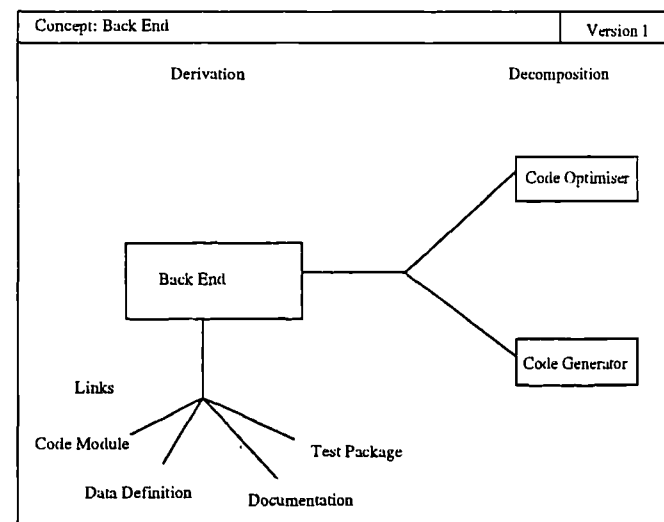 Concept: Back End
Version 1
Derivation
Decomposition
Code Optimiser
Back End
Code Generator
Links
Code Module
Test Package
Data Definition
Documentation